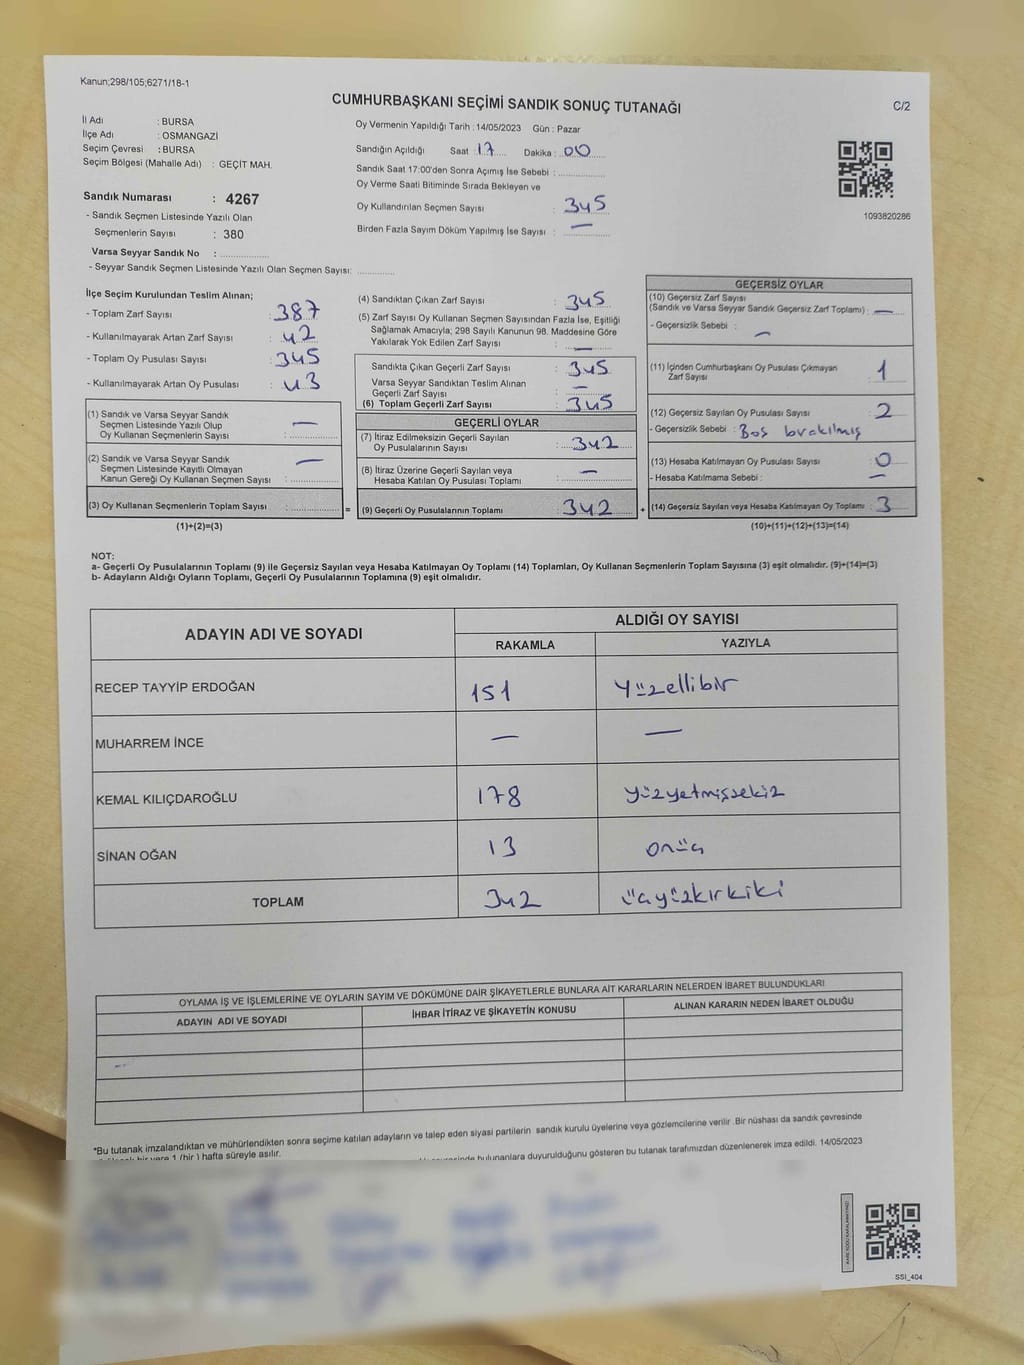 Kanun;298/105;6271/18-1
CUMHURBAŞKANI SEÇİMİ SANDIK SONUÇ TUTANAĞI
C/2
İl Adı : BURSA
İlçe Adı : OSMANGAZİ
Seçim Çevresi : BURSA
Seçim Bölgesi (Mahalle Adı) : GEÇİT MAH.
Sandık Numarası : 4267
- Sandık Seçmen Listesinde Yazılı Olan
Seçmenlerin Sayısı : 380
Varsa Seyyar Sandık No : ................
- Seyyar Sandık Seçmen Listesinde Yazılı Olan Seçmen Sayısı: ............
Oy Vermenin Yapıldığı Tarih : 14/05/2023 Gün : Pazar
Sandığın Açıldığı Saat : 17 Dakika : 00
Sandık Saat 17:00'den Sonra Açımış İse Sebebi : ................
Oy Verme Saati Bitiminde Sırada Bekleyen ve
Oy Kullandırılan Seçmen Sayısı : 345
Birden Fazla Sayım Döküm Yapılmış İse Sayısı : —
1093820286
İlçe Seçim Kurulundan Teslim Alınan;
- Toplam Zarf Sayısı : 387
- Kullanılmayarak Artan Zarf Sayısı : 42
- Toplam Oy Pusulası Sayısı : 345
- Kullanılmayarak Artan Oy Pusulası : 43
(1) Sandık ve Varsa Seyyar Sandık
Seçmen Listesinde Yazılı Olup
Oy Kullanan Seçmenlerin Sayısı : —
(2) Sandık ve Varsa Seyyar Sandık
Seçmen Listesinde Kayıtlı Olmayan
Kanun Gereği Oy Kullanan Seçmen Sayısı : —
(3) Oy Kullanan Seçmenlerin Toplam Sayısı : ............
(1)+(2)=(3)
=
(4) Sandıktan Çıkan Zarf Sayısı : 345
(5) Zarf Sayısı Oy Kullanan Seçmen Sayısından Fazla İse, Eşitliği
Sağlamak Amacıyla; 298 Sayılı Kanunun 98. Maddesine Göre
Yakılarak Yok Edilen Zarf Sayısı : —
Sandıkta Çıkan Geçerli Zarf Sayısı : 345
Varsa Seyyar Sandıktan Teslim Alınan
Geçerli Zarf Sayısı : —
(6) Toplam Geçerli Zarf Sayısı : 345
GEÇERLİ OYLAR
(7) İtiraz Edilmeksizin Geçerli Sayılan
Oy Pusulalarının Sayısı : 342
(8) İtiraz Üzerine Geçerli Sayılan veya
Hesaba Katılan Oy Pusulası Toplamı : —
(9) Geçerli Oy Pusulalarının Toplamı : 342
+
GEÇERSİZ OYLAR
(10) Geçersiz Zarf Sayısı
(Sandık ve Varsa Seyyar Sandık Geçersiz Zarf Toplamı) : —
- Geçersizlik Sebebi : —
(11) İçinden Cumhurbaşkanı Oy Pusulası Çıkmayan
Zarf Sayısı : 1
(12) Geçersiz Sayılan Oy Pusulası Sayısı : 2
- Geçersizlik Sebebi : Boş bırakılmış
(13) Hesaba Katılmayan Oy Pusulası Sayısı : 0
- Hesaba Katılmama Sebebi : —
(14) Geçersiz Sayılan veya Hesaba Katılmayan Oy Toplamı : 3
(10)+(11)+(12)+(13)=(14)
NOT:
a- Geçerli Oy Pusulalarının Toplamı (9) ile Geçersiz Sayılan veya Hesaba Katılmayan Oy Toplamı (14) Toplamları, Oy Kullanan Seçmenlerin Toplam Sayısına (3) eşit olmalıdır. (9)+(14)=(3)
b- Adayların Aldığı Oyların Toplamı, Geçerli Oy Pusulalarının Toplamına (9) eşit olmalıdır.
ADAYIN ADI VE SOYADI
ALDIĞI OY SAYISI
RAKAMLA YAZIYLA
RECEP TAYYİP ERDOĞAN 151 Yüzellibir
MUHARREM İNCE — —
KEMAL KILIÇDAROĞLU 178 yüzyetmişsekiz
SİNAN OĞAN 13 onüç
TOPLAM 342 üçyüzkırkiki
OYLAMA İŞ VE İŞLEMLERİNE VE OYLARIN SAYIM VE DÖKÜMÜNE DAİR ŞİKAYETLERLE BUNLARA AİT KARARLARIN NELERDEN İBARET BULUNDUKLARI
ADAYIN ADI VE SOYADI İHBAR İTİRAZ VE ŞİKAYETİN KONUSU ALINAN KARARIN NEDEN İBARET OLDUĞU
*Bu tutanak imzalandıktan ve mühürlendikten sonra seçime katılan adayların ve talep eden siyasi partilerin sandık kurulu üyelerine veya gözlemcilerine verilir .Bir nüshası da sandık çevresinde
bir yere 1 (bir ) hafta süreyle asılır.
bulunanlara duyurulduğunu gösteren bu tutanak tarafımızdan düzenlenerek imza edildi. 14/05/2023
SSI_404